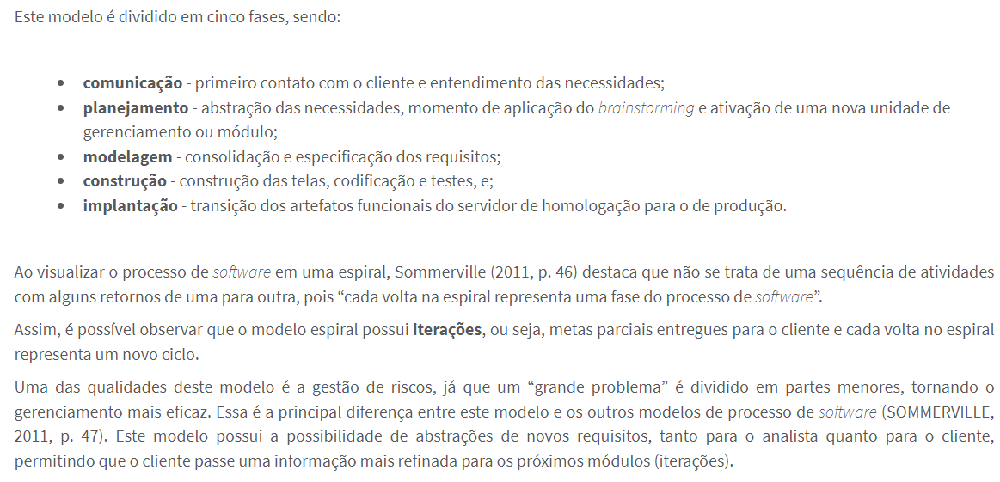 Este modelo é dividido em cinco fases, sendo:
• comunicação - primeiro contato com o cliente e entendimento das necessidades;
• planejamento - abstração das necessidades, momento de aplicação do brainstorming e ativação de uma nova unidade de
gerenciamento ou módulo;
• modelagem - consolidação e especificação dos requisitos;
• construção - construção das telas, codificação e testes, e;
• implantação - transição dos artefatos funcionais do servidor de homologação para o de produção.
Ao visualizar o processo de software em uma espiral, Sommerville (2011, p. 46) destaca que não se trata de uma sequência de atividades
com alguns retornos de uma para outra, pois “cada volta na espiral representa uma fase do processo de software”.
Assim, é possível observar que o modelo espiral possui iterações, ou seja, metas parciais entregues para o cliente e cada volta no espiral
representa um novo ciclo.
Uma das qualidades deste modelo é a gestão de riscos, já que um “grande problema” é dividido em partes menores, tornando o
gerenciamento mais eficaz. Essa é a principal diferença entre este modelo e os outros modelos de processo de software (SOMMERVILLE,
2011, p. 47). Este modelo possui a possibilidade de abstrações de novos requisitos, tanto para o analista quanto para o cliente,
permitindo que o cliente passe uma informação mais refinada para os próximos módulos (iterações).